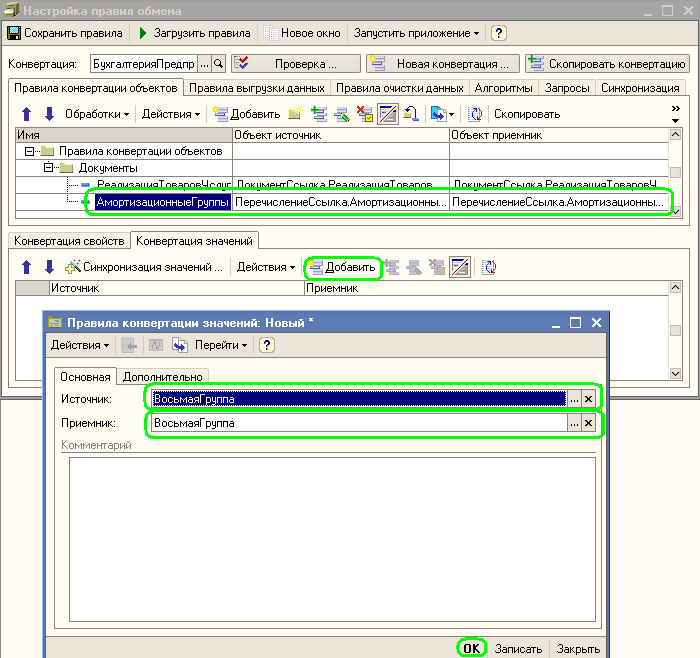 Настройка правил обмена
Сохранить правила Загрузить правила Новое окно Запустить приложение ?
Конвертация: БухгалтерияПредпр ... Проверка ... Новая конвертация ... Скопировать конвертацию
Правила конвертации объектов Правила выгрузки данных Правила очистки данных Алгоритмы Запросы Синхронизация
Обработки Действия Добавить Скопировать »
Имя Объект источник Объект приемник
Правила конвертации объектов
Документы
РеализацияТоваровУслуг ДокументСсылка.РеализацияТоваров ДокументСсылка.РеализацияТоваровУ
АмортизационныеГруппы ПеречислениеСсылка.Амортизационны... ПеречислениеСсылка.Амортизационны...
Конвертация свойств Конвертация значений
Синхронизация значений ... Действия Добавить
Источник Приемник
Правила конвертации значений: Новый *
Действия Перейти ?
Основная Дополнительно
Источник: ВосьмаяГруппа ...
Приемник: ВосьмаяГруппа ...
Комментарий
OK Записать Закрыть